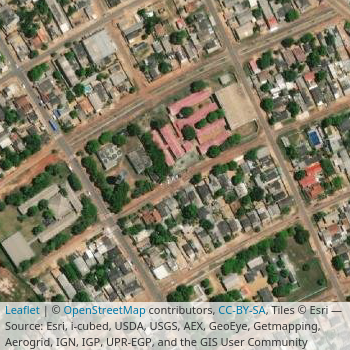 Leaflet | © OpenStreetMap contributors, CC-BY-SA, Tiles © Esri —
Source: Esri, i-cubed, USDA, USGS, AEX, GeoEye, Getmapping,
Aerogrid, IGN, IGP, UPR-EGP, and the GIS User Community